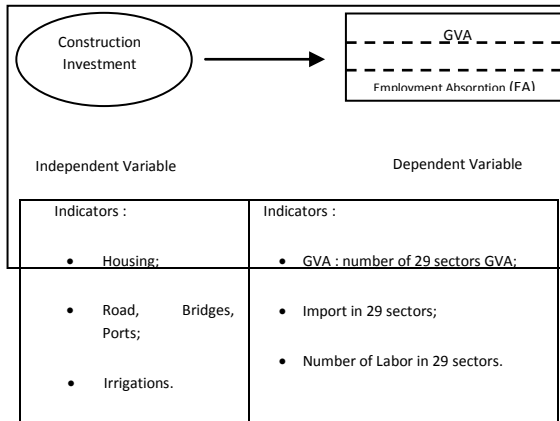 Construction
Investment
GVA
Employment Absorption (EA)
Independent Variable
Dependent Variable
Indicators :
• Housing;
• Road, Bridges,
Ports;
• Irrigations.
Indicators :
• GVA : number of 29 sectors GVA;
• Import in 29 sectors;
• Number of Labor in 29 sectors.